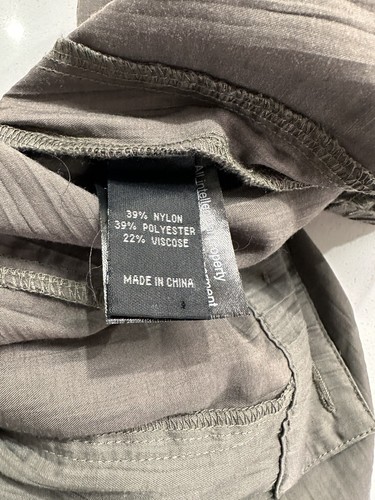 39% NYLON
39% POLYESTER
22% VISCOSE
MADE IN CHINA